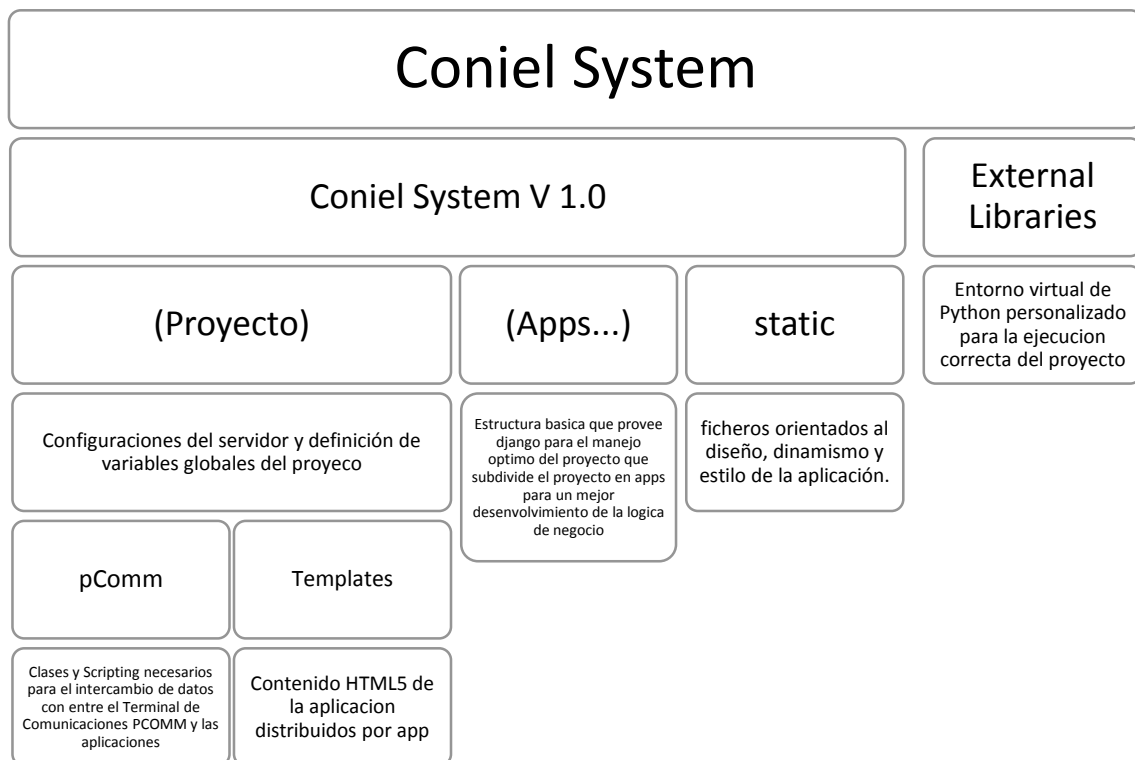 Coniel System
Coniel System V 1.0
External
Libraries
(Proyecto)
(Apps...)
static
Entorno virtual de
Python personalizado
para la ejecucion
correcta del proyecto
Configuraciones del servidor y definición de
variables globales del proyeco
Estructura basica que provee
django para el manejo
optimo del proyecto que
subdivide el proyecto en apps
para un mejor
desenvolvimiento de la logica
de negocio
ficheros orientados al
diseño, dinamismo y
estilo de la aplicación.
pComm
Templates
Clases y Scripting necesarios
para el intercambio de datos
con entre el Terminal de
Comunicaciones PCOMM y las
aplicaciones
Contenido HTML5 de
la aplicacion
distribuidos por app